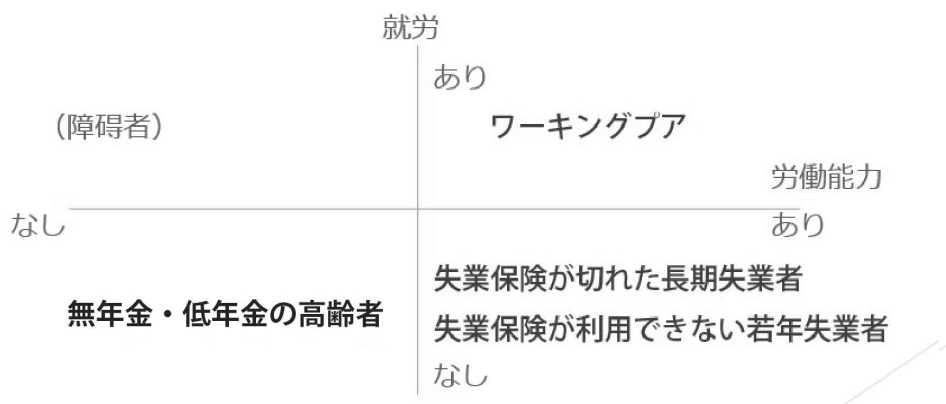 就労
あり
（障碍者）
ワーキングプア
労働能力
なし
あり
失業保険が切れた長期失業者
無年金・低年金の高齢者
失業保険が利用できない若年失業者
なし